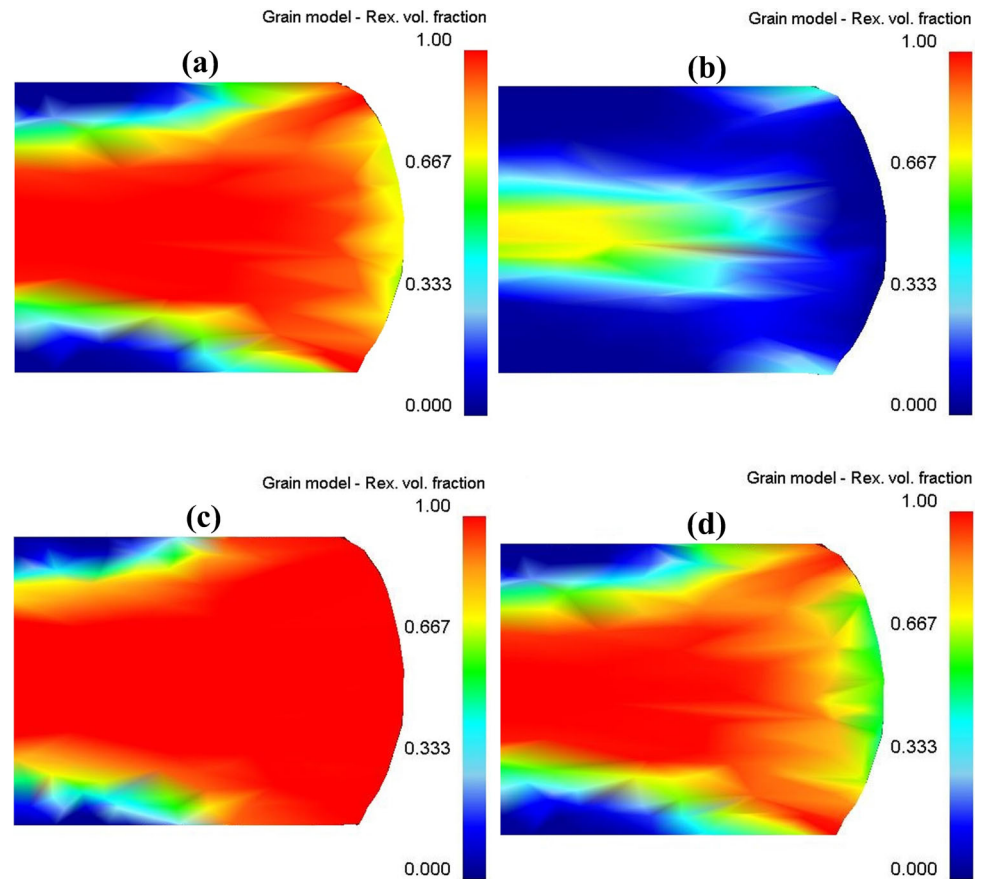 Grain model - Rex. vol. fraction
1.00
(a)
0.667
0.333
0.000
Grain model - Rex. vol. fraction
1.00
(b)
0.667
0.333
0.000
Grain model - Rex. vol. fraction
1.00
(c)
0.667
0.333
0.000
Grain model - Rex. vol. fraction
1.00
(d)
0.667
0.333
0.000